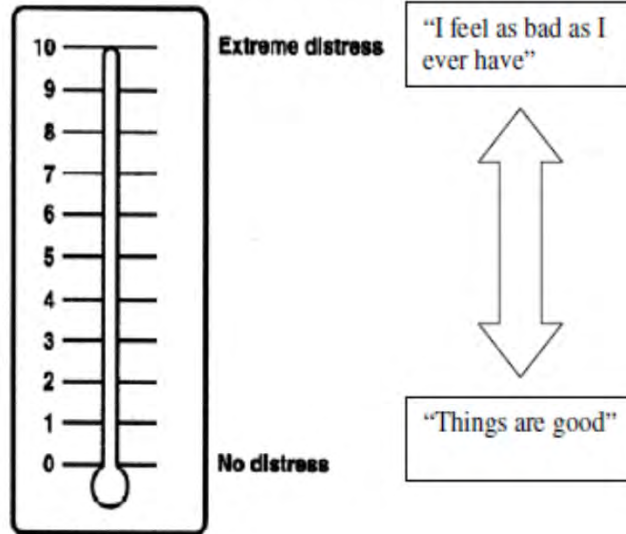 10 Extreme distress
9
8
7
6
5
4
3
2
1
0 No distress
“I feel as bad as I
ever have”
“Things are good”